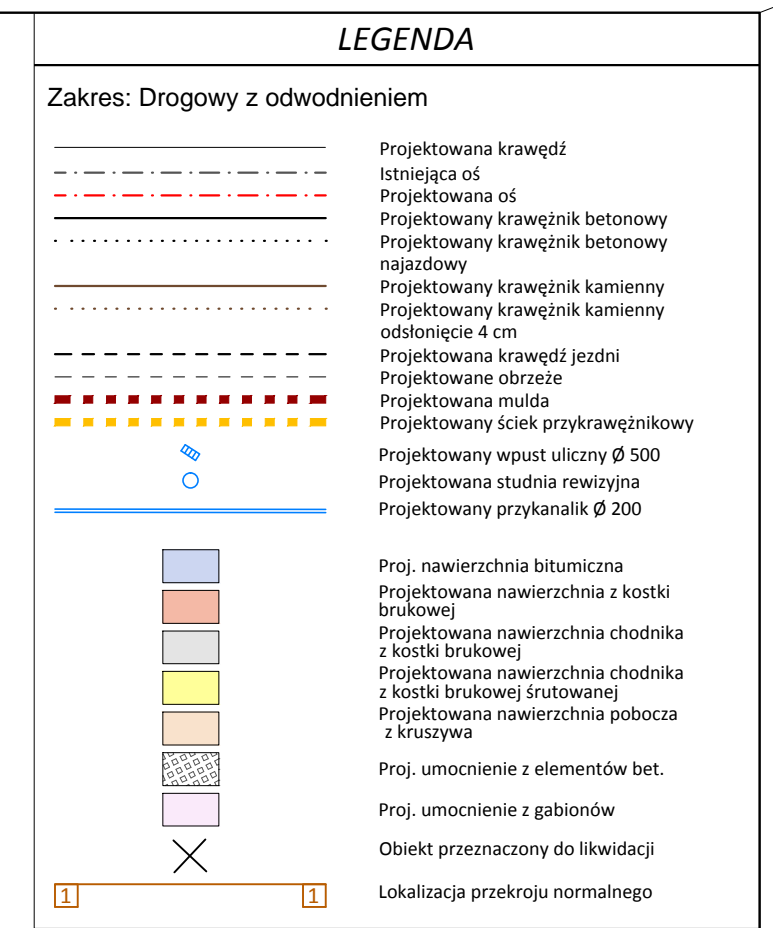 LEGENDA
Zakres: Drogowy z odwodnieniem
Projektowana krawędź
Istniejąca oś
Projektowana oś
Projektowany krawężnik betonowy
Projektowany krawężnik betonowy
najazdowy
Projektowany krawężnik kamienny
Projektowany krawężnik kamienny
odsłonięcie 4 cm
Projektowana krawędź jezdni
Projektowane obrzeże
Projektowana mulda
Projektowany ściek przykrawężnikowy
Projektowany wpust uliczny Ø 500
Projektowana studnia rewizyjna
Projektowany przykanalik Ø 200
Proj. nawierzchnia bitumiczna
Projektowana nawierzchnia z kostki
brukowej
Projektowana nawierzchnia chodnika
z kostki brukowej
Projektowana nawierzchnia chodnika
z kostki brukowej śrutowanej
Projektowana nawierzchnia pobocza
z kruszywa
Proj. umocnienie z elementów bet.
Proj. umocnienie z gabionów
Obiekt przeznaczony do likwidacji
1 1 Lokalizacja przekroju normalnego